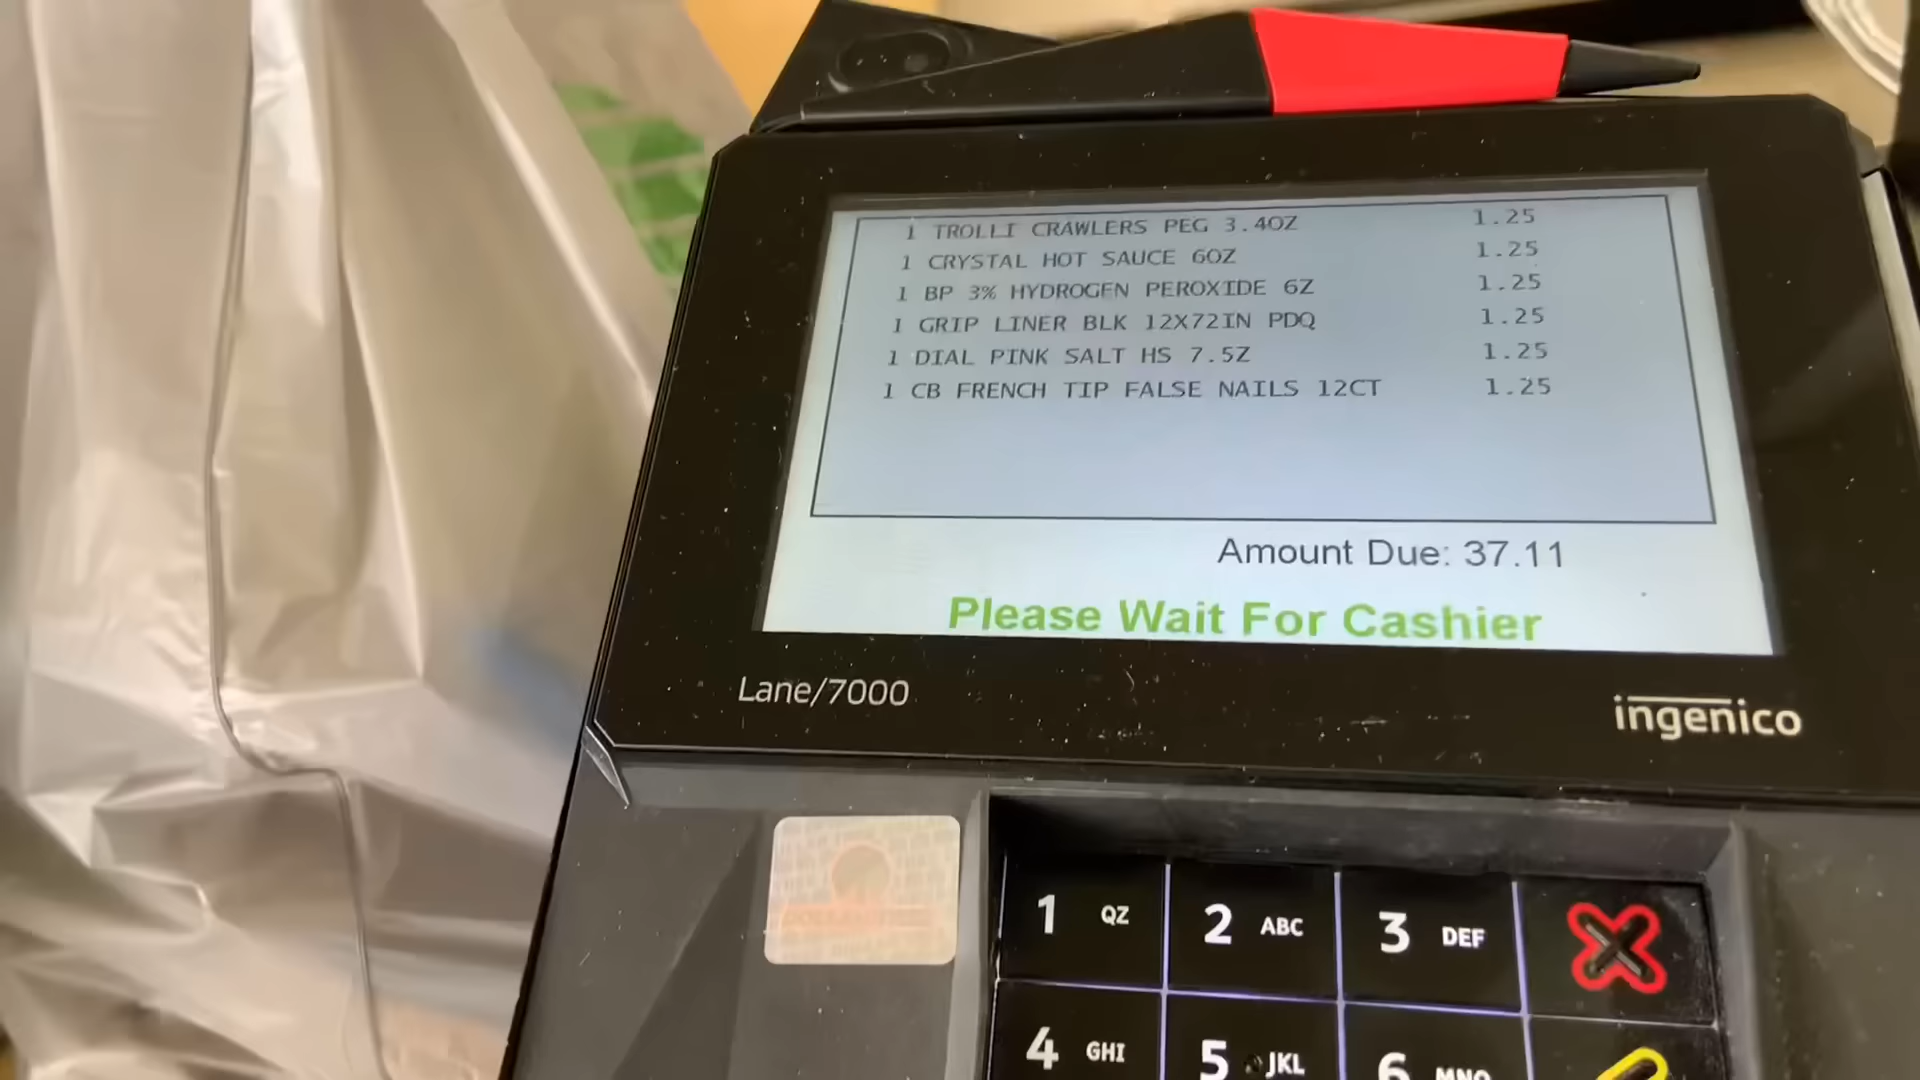 1 TROLLI CRAWLERS PEG 3.4OZ 1.25
1 CRYSTAL HOT SAUCE 6OZ 1.25
1 BP 3% HYDROGEN PEROXIDE 6Z 1.25
1 GRIP LINER BLK 12X72IN PDQ 1.25
1 DIAL PINK SALT HS 7.5Z 1.25
1 CB FRENCH TIP FALSE NAILS 12CT 1.25
Amount Due: 37.11
Please Wait For Cashier
Lane/7000
ingenico
1 QZ 2 ABC 3 DEF
4 GHI 5 JKL 6 MNO